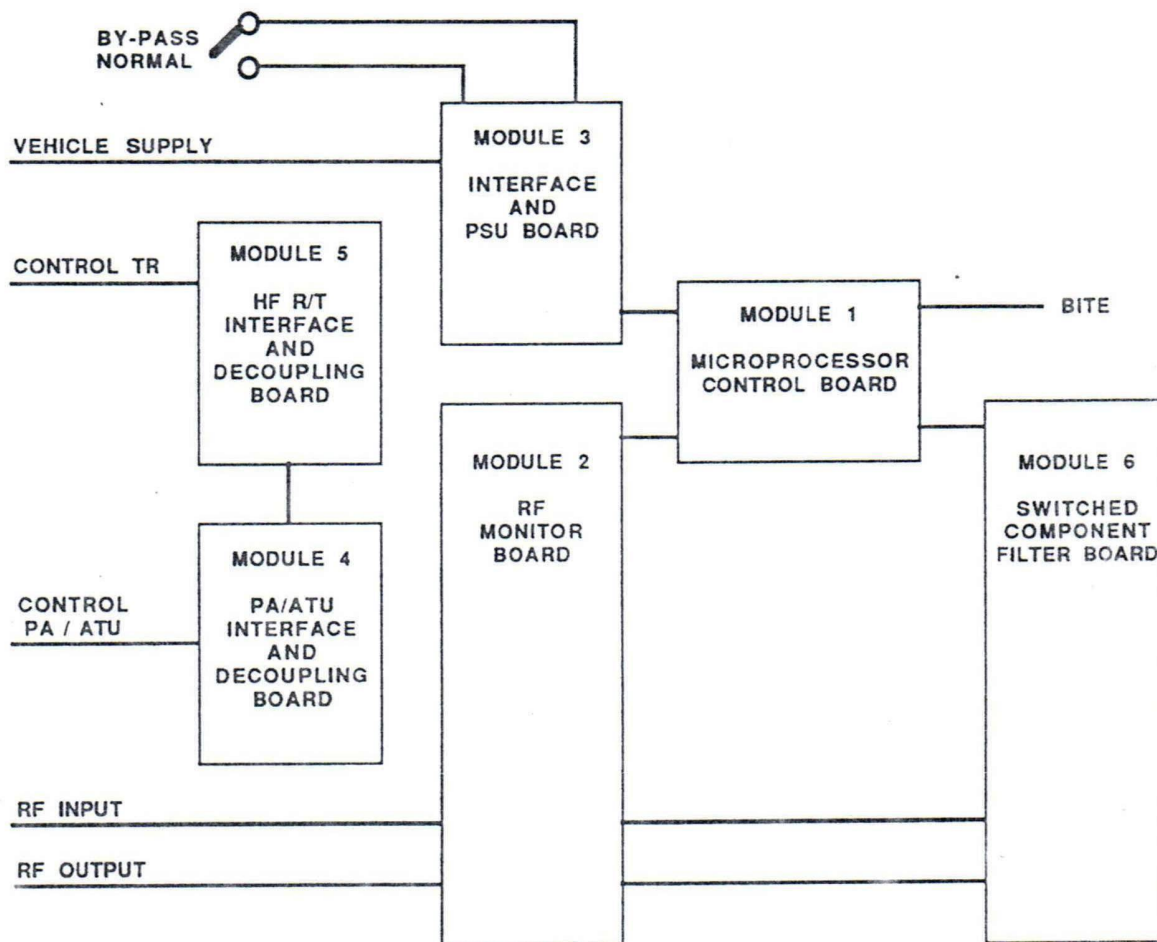 BY-PASS
NORMAL
VEHICLE SUPPLY
MODULE 3
INTERFACE
AND
PSU BOARD
CONTROL TR
MODULE 5
HF R/T
INTERFACE
AND
DECOUPLING
BOARD
MODULE 1
MICROPROCESSOR
CONTROL BOARD
BITE
MODULE 2
RF
MONITOR
BOARD
MODULE 6
SWITCHED
COMPONENT
FILTER BOARD
CONTROL
PA / ATU
MODULE 4
PA/ATU
INTERFACE
AND
DECOUPLING
BOARD
RF INPUT
RF OUTPUT